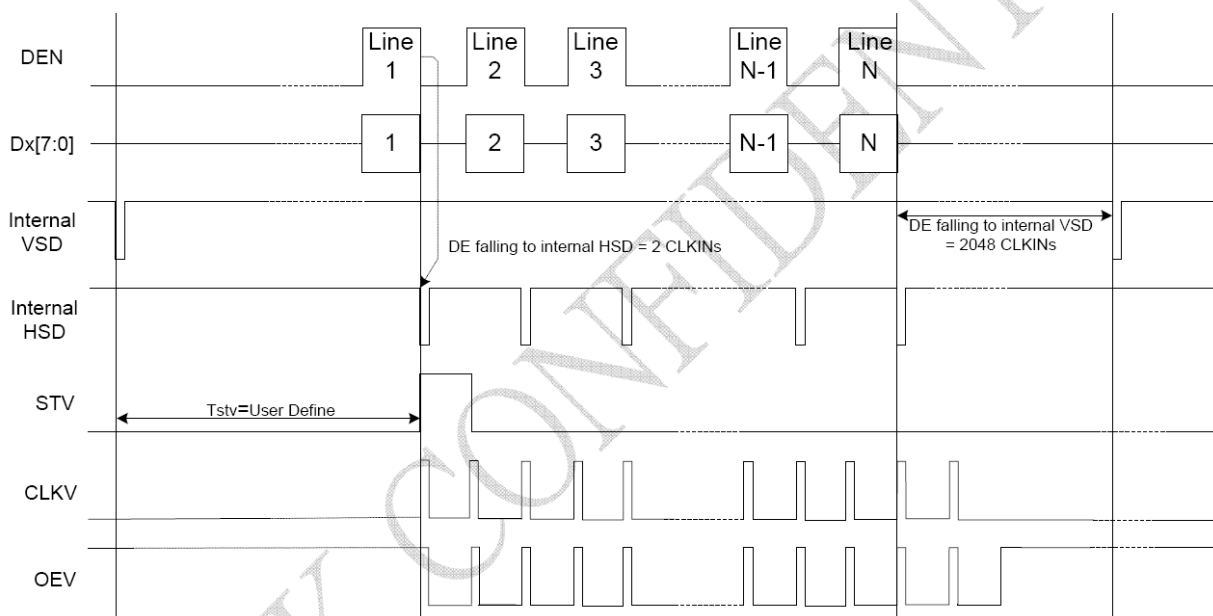 DEN
Line
1
Line
2
Line
3
Line
N-1
Line
N
Dx[7:0]
1
2
3
N-1
N
Internal
VSD
DE falling to internal HSD = 2 CLKINs
DE falling to internal VSD
= 2048 CLKINs
Internal
HSD
STV
Tstv=User Define
CLKV
OEV
K CONFIDENT